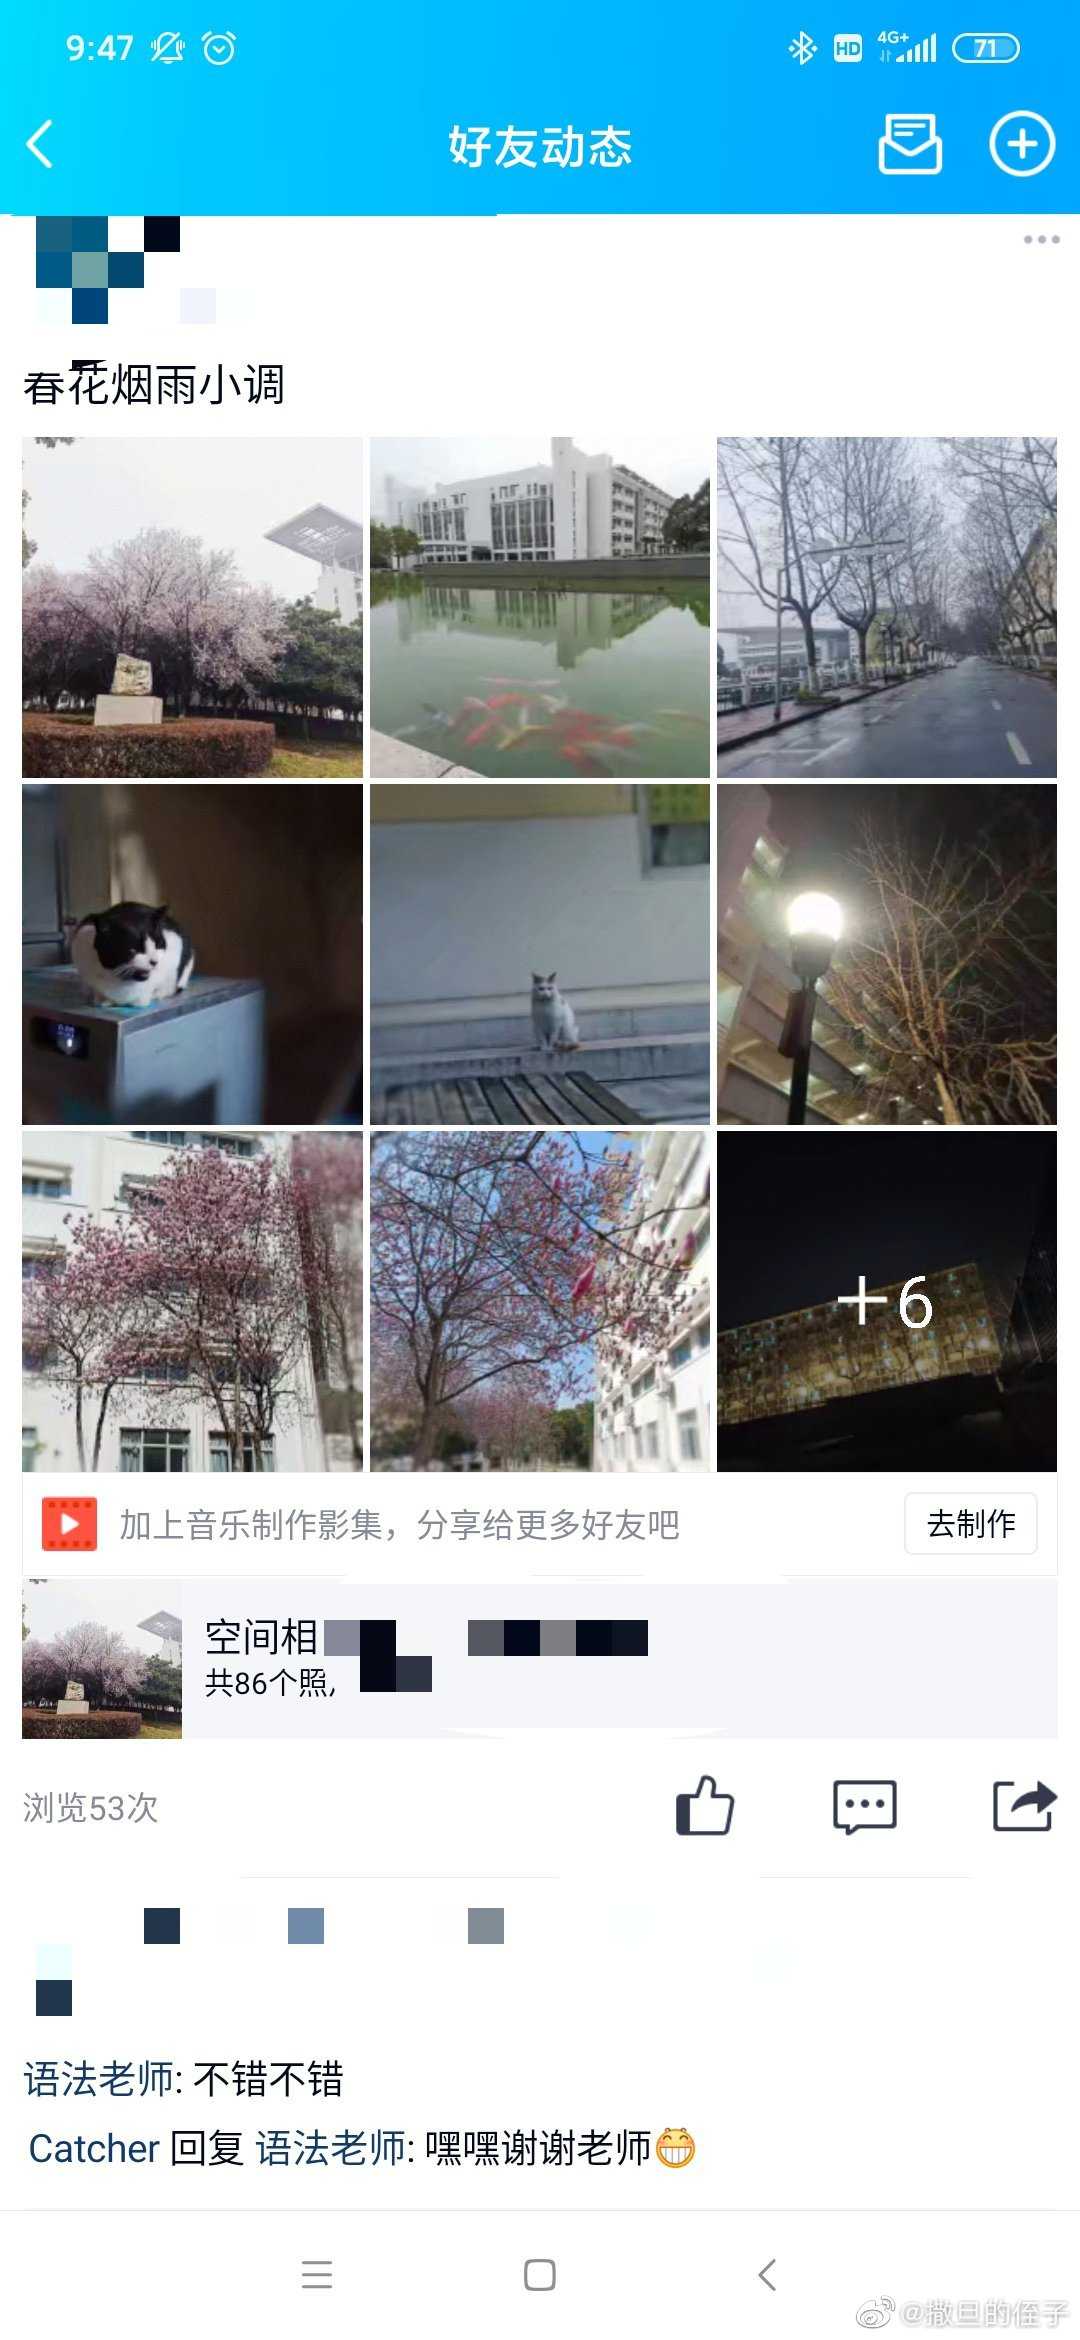 9:47
HD 4G+ 71
好友动态
春花烟雨小调
+6
加上音乐制作影集，分享给更多好友吧
去制作
空间相
共86个照
浏览53次
语法老师: 不错不错
Catcher 回复 语法老师: 嘿嘿谢谢老师😁
@撒旦的侄子